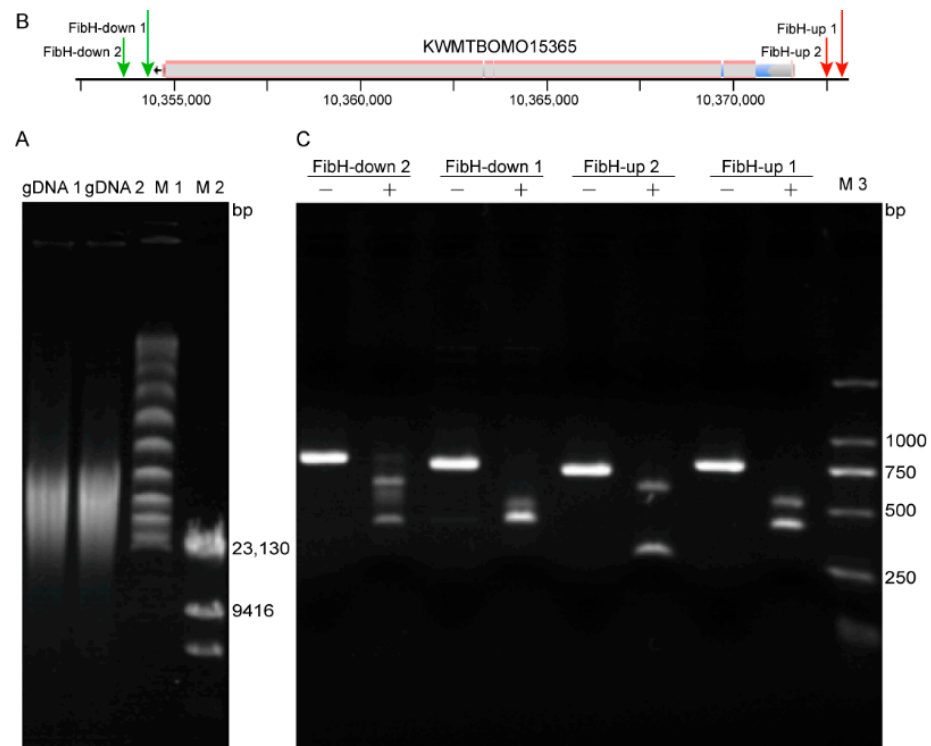 B
FibH-down 1
FibH-down 2
KWMTBOMO15365
FibH-up 1
FibH-up 2
10,355,000 10,360,000 10,365,000 10,370,000
A
gDNA 1 gDNA 2 M 1 M 2
bp
23,130
9416
C
FibH-down 2 FibH-down 1 FibH-up 2 FibH-up 1
− + − + − + − + M 3
bp
1000
750
500
250